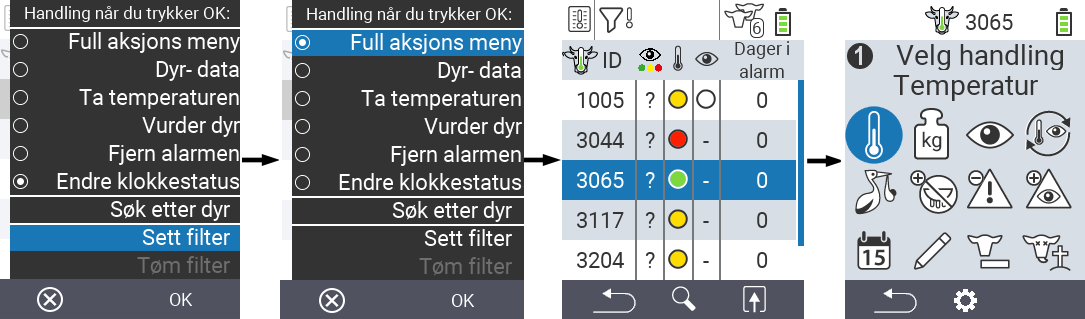 Handling når du trykker OK:
Full aksjons meny
Dyr- data
Ta temperaturen
Vurder dyr
Fjern alarmen
Endre klokkestatus
Søk etter dyr
Sett filter
Tøm filter
OK
Handling når du trykker OK:
Full aksjons meny
Dyr- data
Ta temperaturen
Vurder dyr
Fjern alarmen
Endre klokkestatus
Søk etter dyr
Sett filter
Tøm filter
OK
6
ID Dager i
alarm
1005 ? 0
3044 ? - 0
3065 ? - 0
3117 ? - 0
3204 ? - 0
3065
1 Velg handling
Temperatur
kg
15